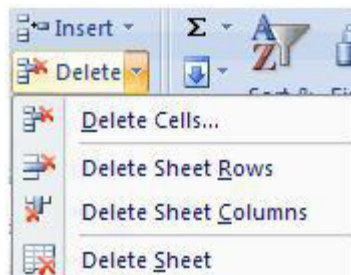 Insert
Σ
A
Z
Delete
Delete Cells...
Delete Sheet Rows
Delete Sheet Columns
Delete Sheet